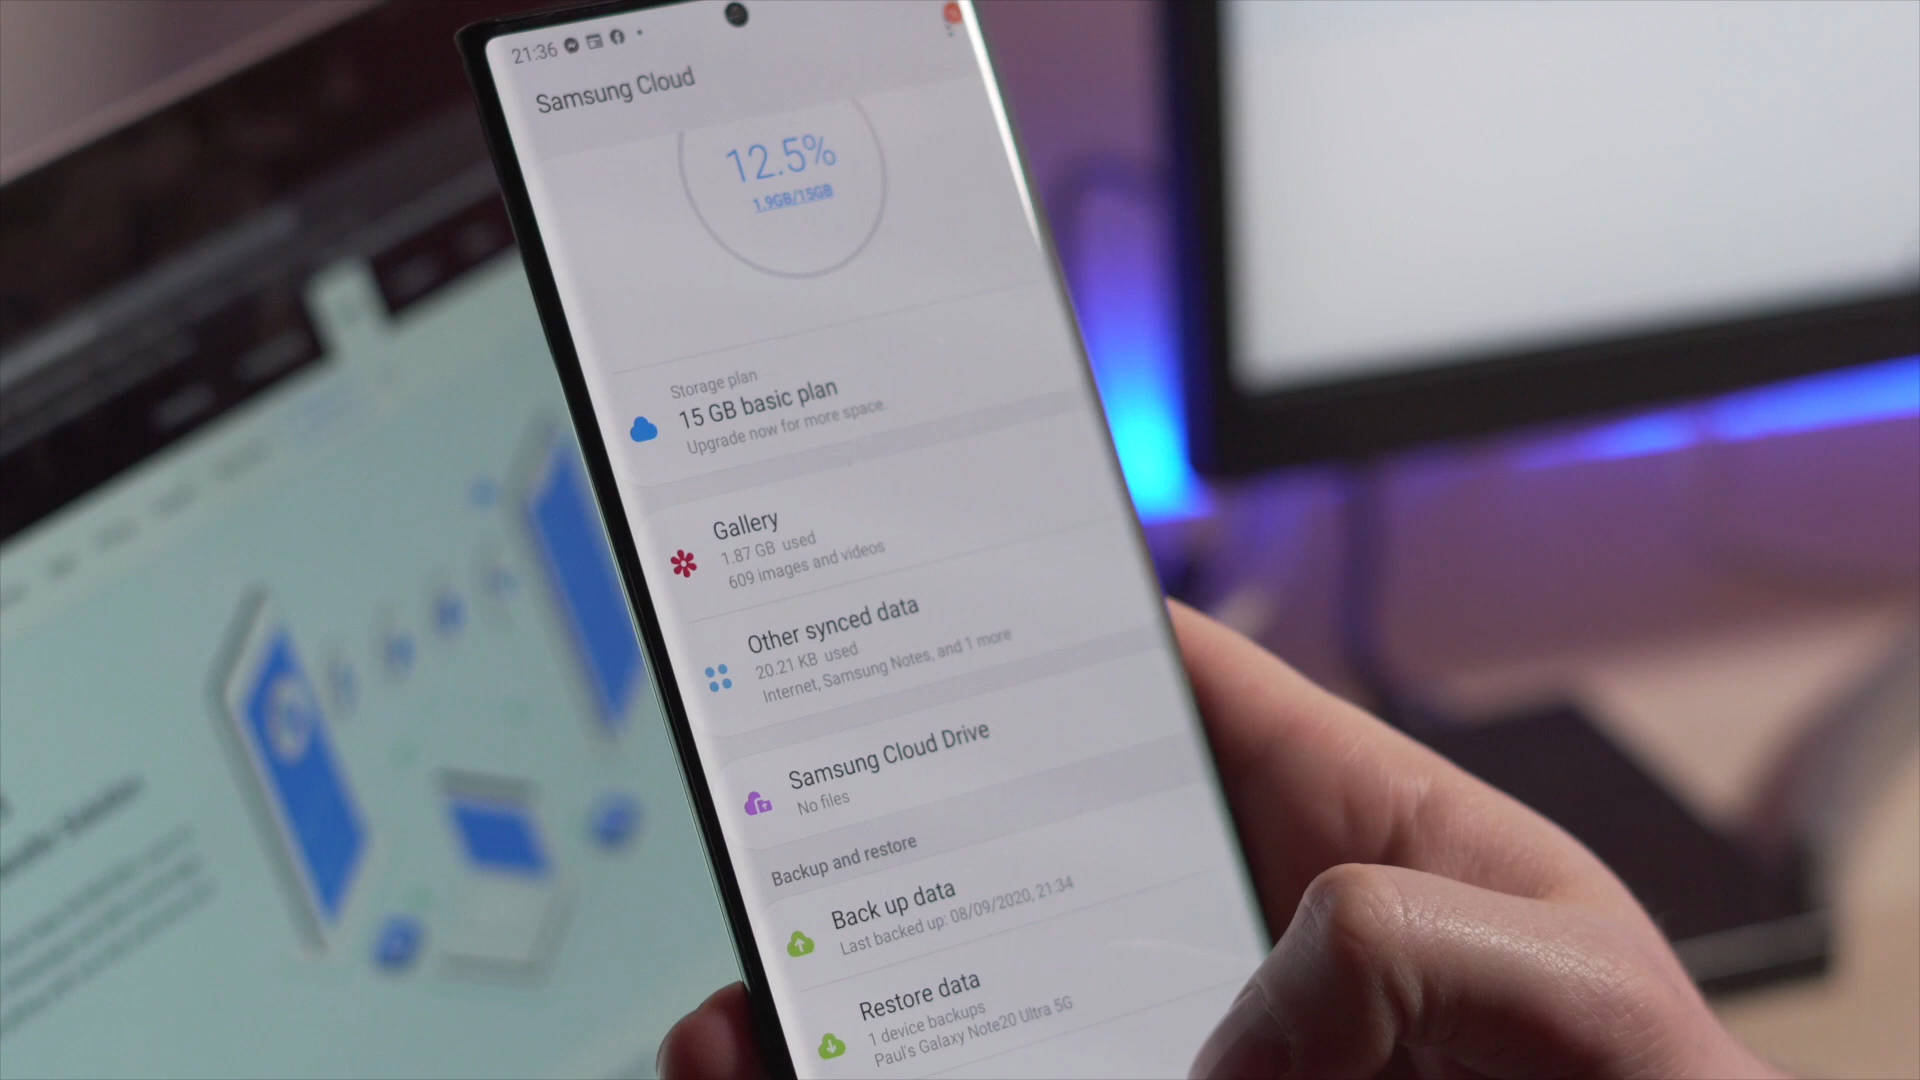 21:36
Samsung Cloud
12.5%
1.9GB/15GB
Storage plan
15 GB basic plan
Upgrade now for more space.
Gallery
1.87 GB used
609 images and videos
Other synced data
20.21 KB used
Internet, Samsung Notes, and 1 more
Samsung Cloud Drive
No files
Backup and restore
Back up data
Last backed up: 08/09/2020, 21:34
Restore data
1 device backups
Paul's Galaxy Note20 Ultra 5G